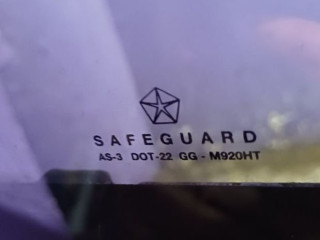 SAFEGUARD
AS-3 DOT-22 GG - M920HT